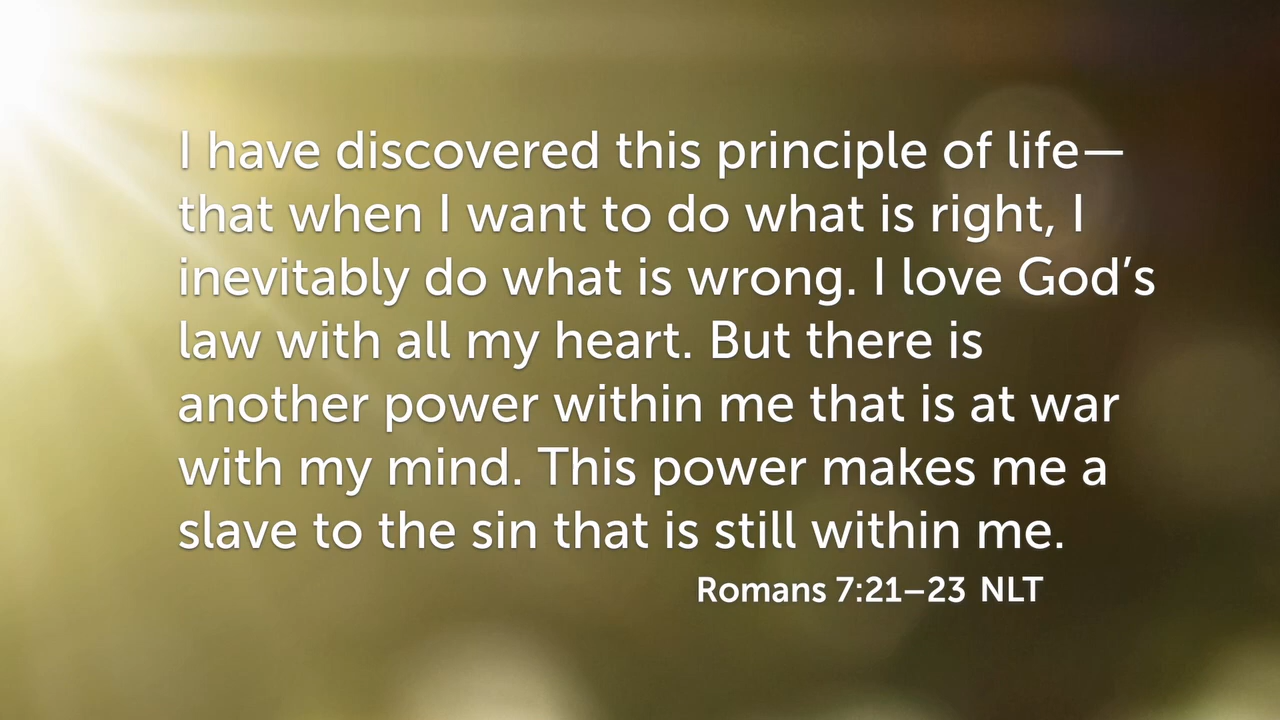 I have discovered this principle of life—
that when I want to do what is right, I
inevitably do what is wrong. I love God’s
law with all my heart. But there is
another power within me that is at war
with my mind. This power makes me a
slave to the sin that is still within me.
Romans 7:21–23 NLT